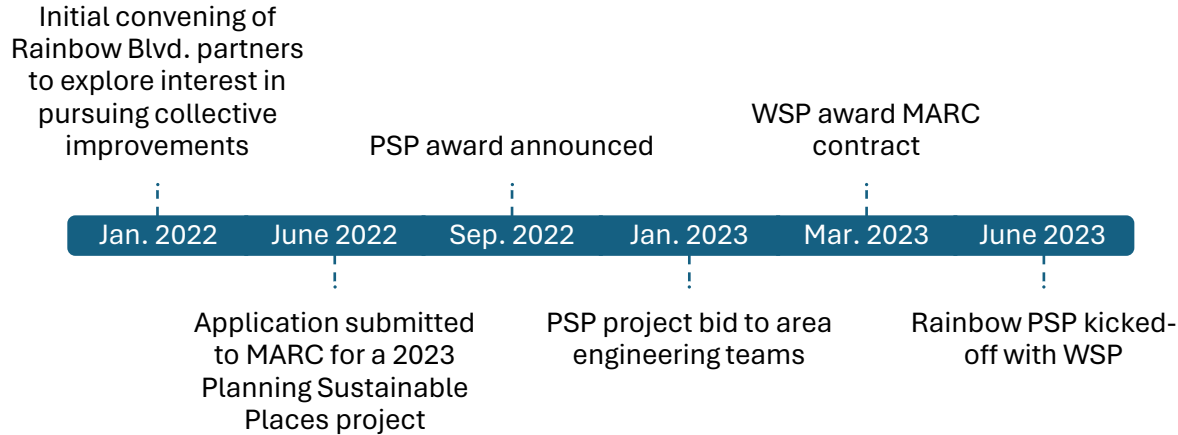 Initial convening of
Rainbow Blvd. partners
to explore interest in
pursuing collective
improvements
PSP award announced
WSP award MARC
contract
Jan. 2022
June 2022
Sep. 2022
Jan. 2023
Mar. 2023
June 2023
Application submitted
to MARC for a 2023
Planning Sustainable
Places project
PSP project bid to area
engineering teams
Rainbow PSP kicked-
off with WSP